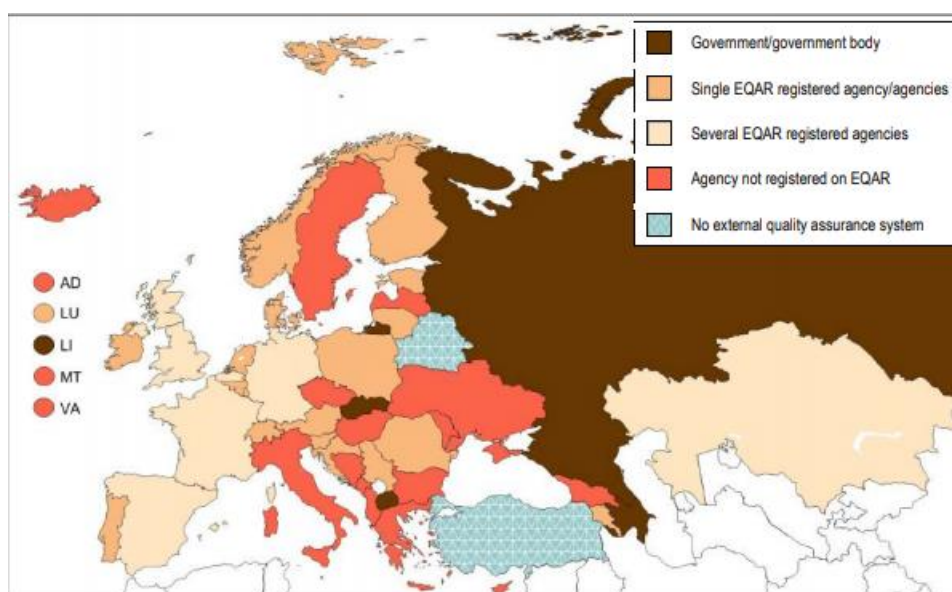 Government/government body
Single EQAR registered agency/agencies
Several EQAR registered agencies
Agency not registered on EQAR
No external quality assurance system
AD
LU
LI
MT
VA